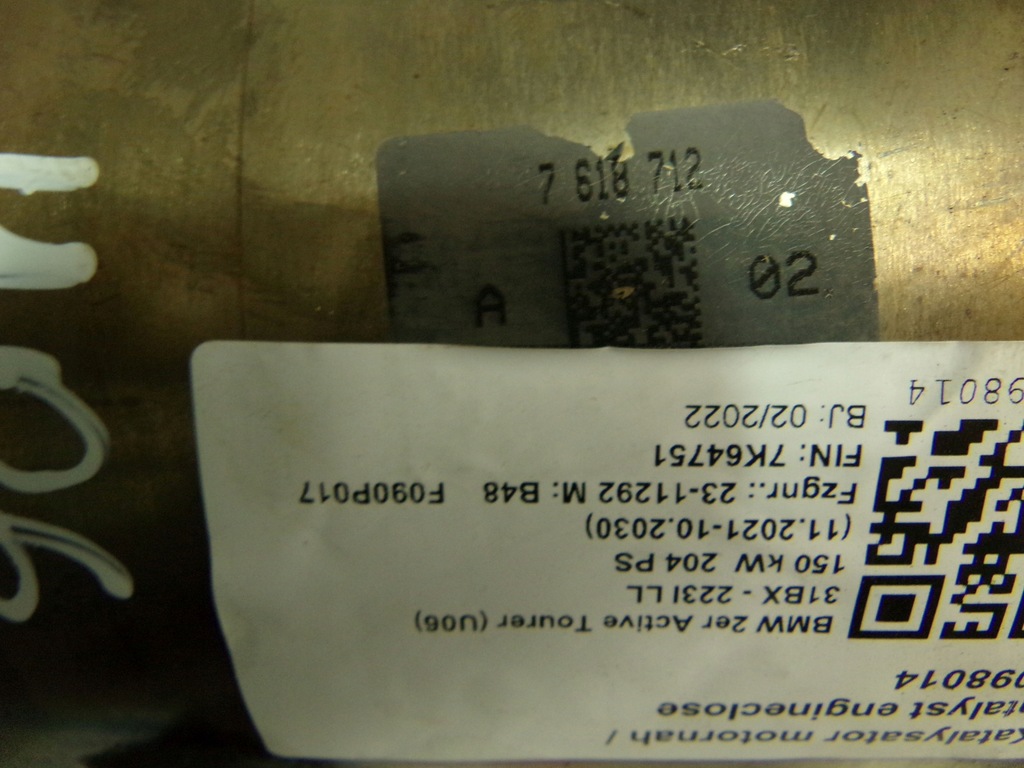 7 618 712
A
02
Katalysator motornah /
catalyst engineclose
098014
BMW 2er Active Tourer (U06)
31BX - 223I LL
150 kW 204 PS
(11.2021-10.2030)
Fzgnr.: 23-11292 M: B48 F090P017
FIN: 7K64751
BJ: 02/2022
98014